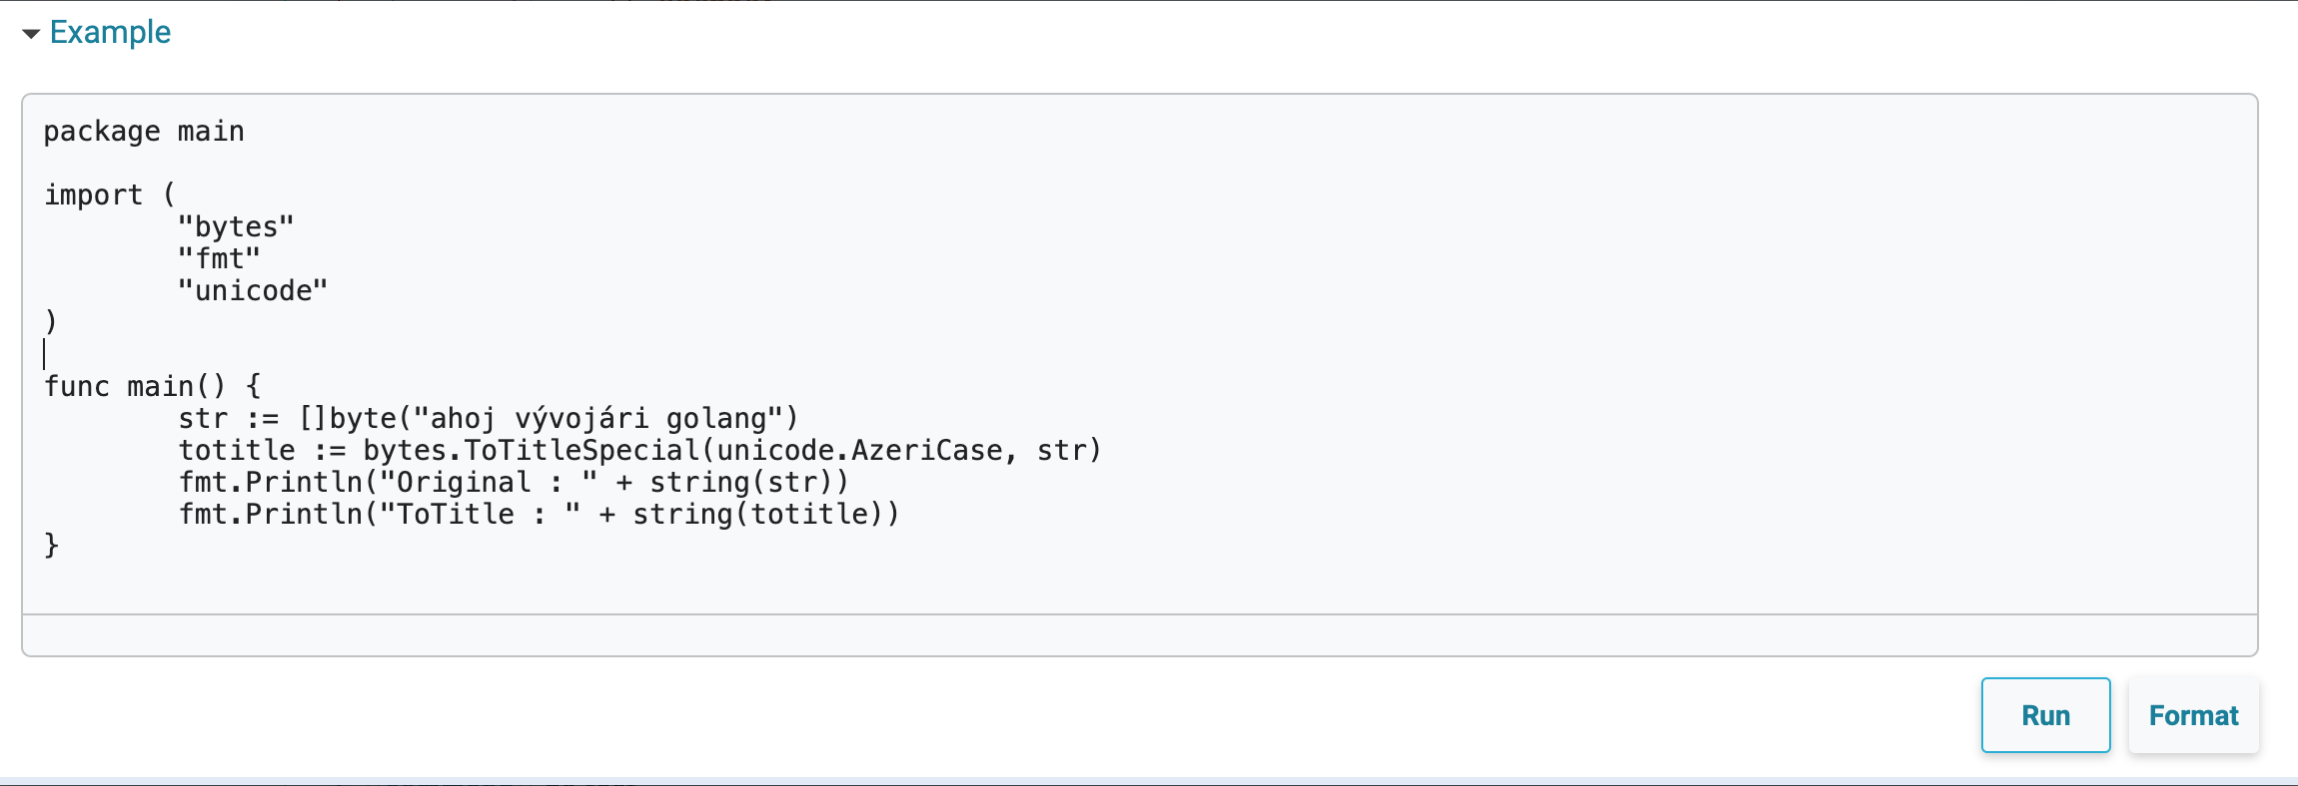 Example
package main
import (
"bytes"
"fmt"
"unicode"
)
func main() {
str := []byte("ahoj vývojári golang")
totitle := bytes.ToTitleSpecial(unicode.AzeriCase, str)
fmt.Println("Original : " + string(str))
fmt.Println("ToTitle : " + string(totitle))
}
Run Format